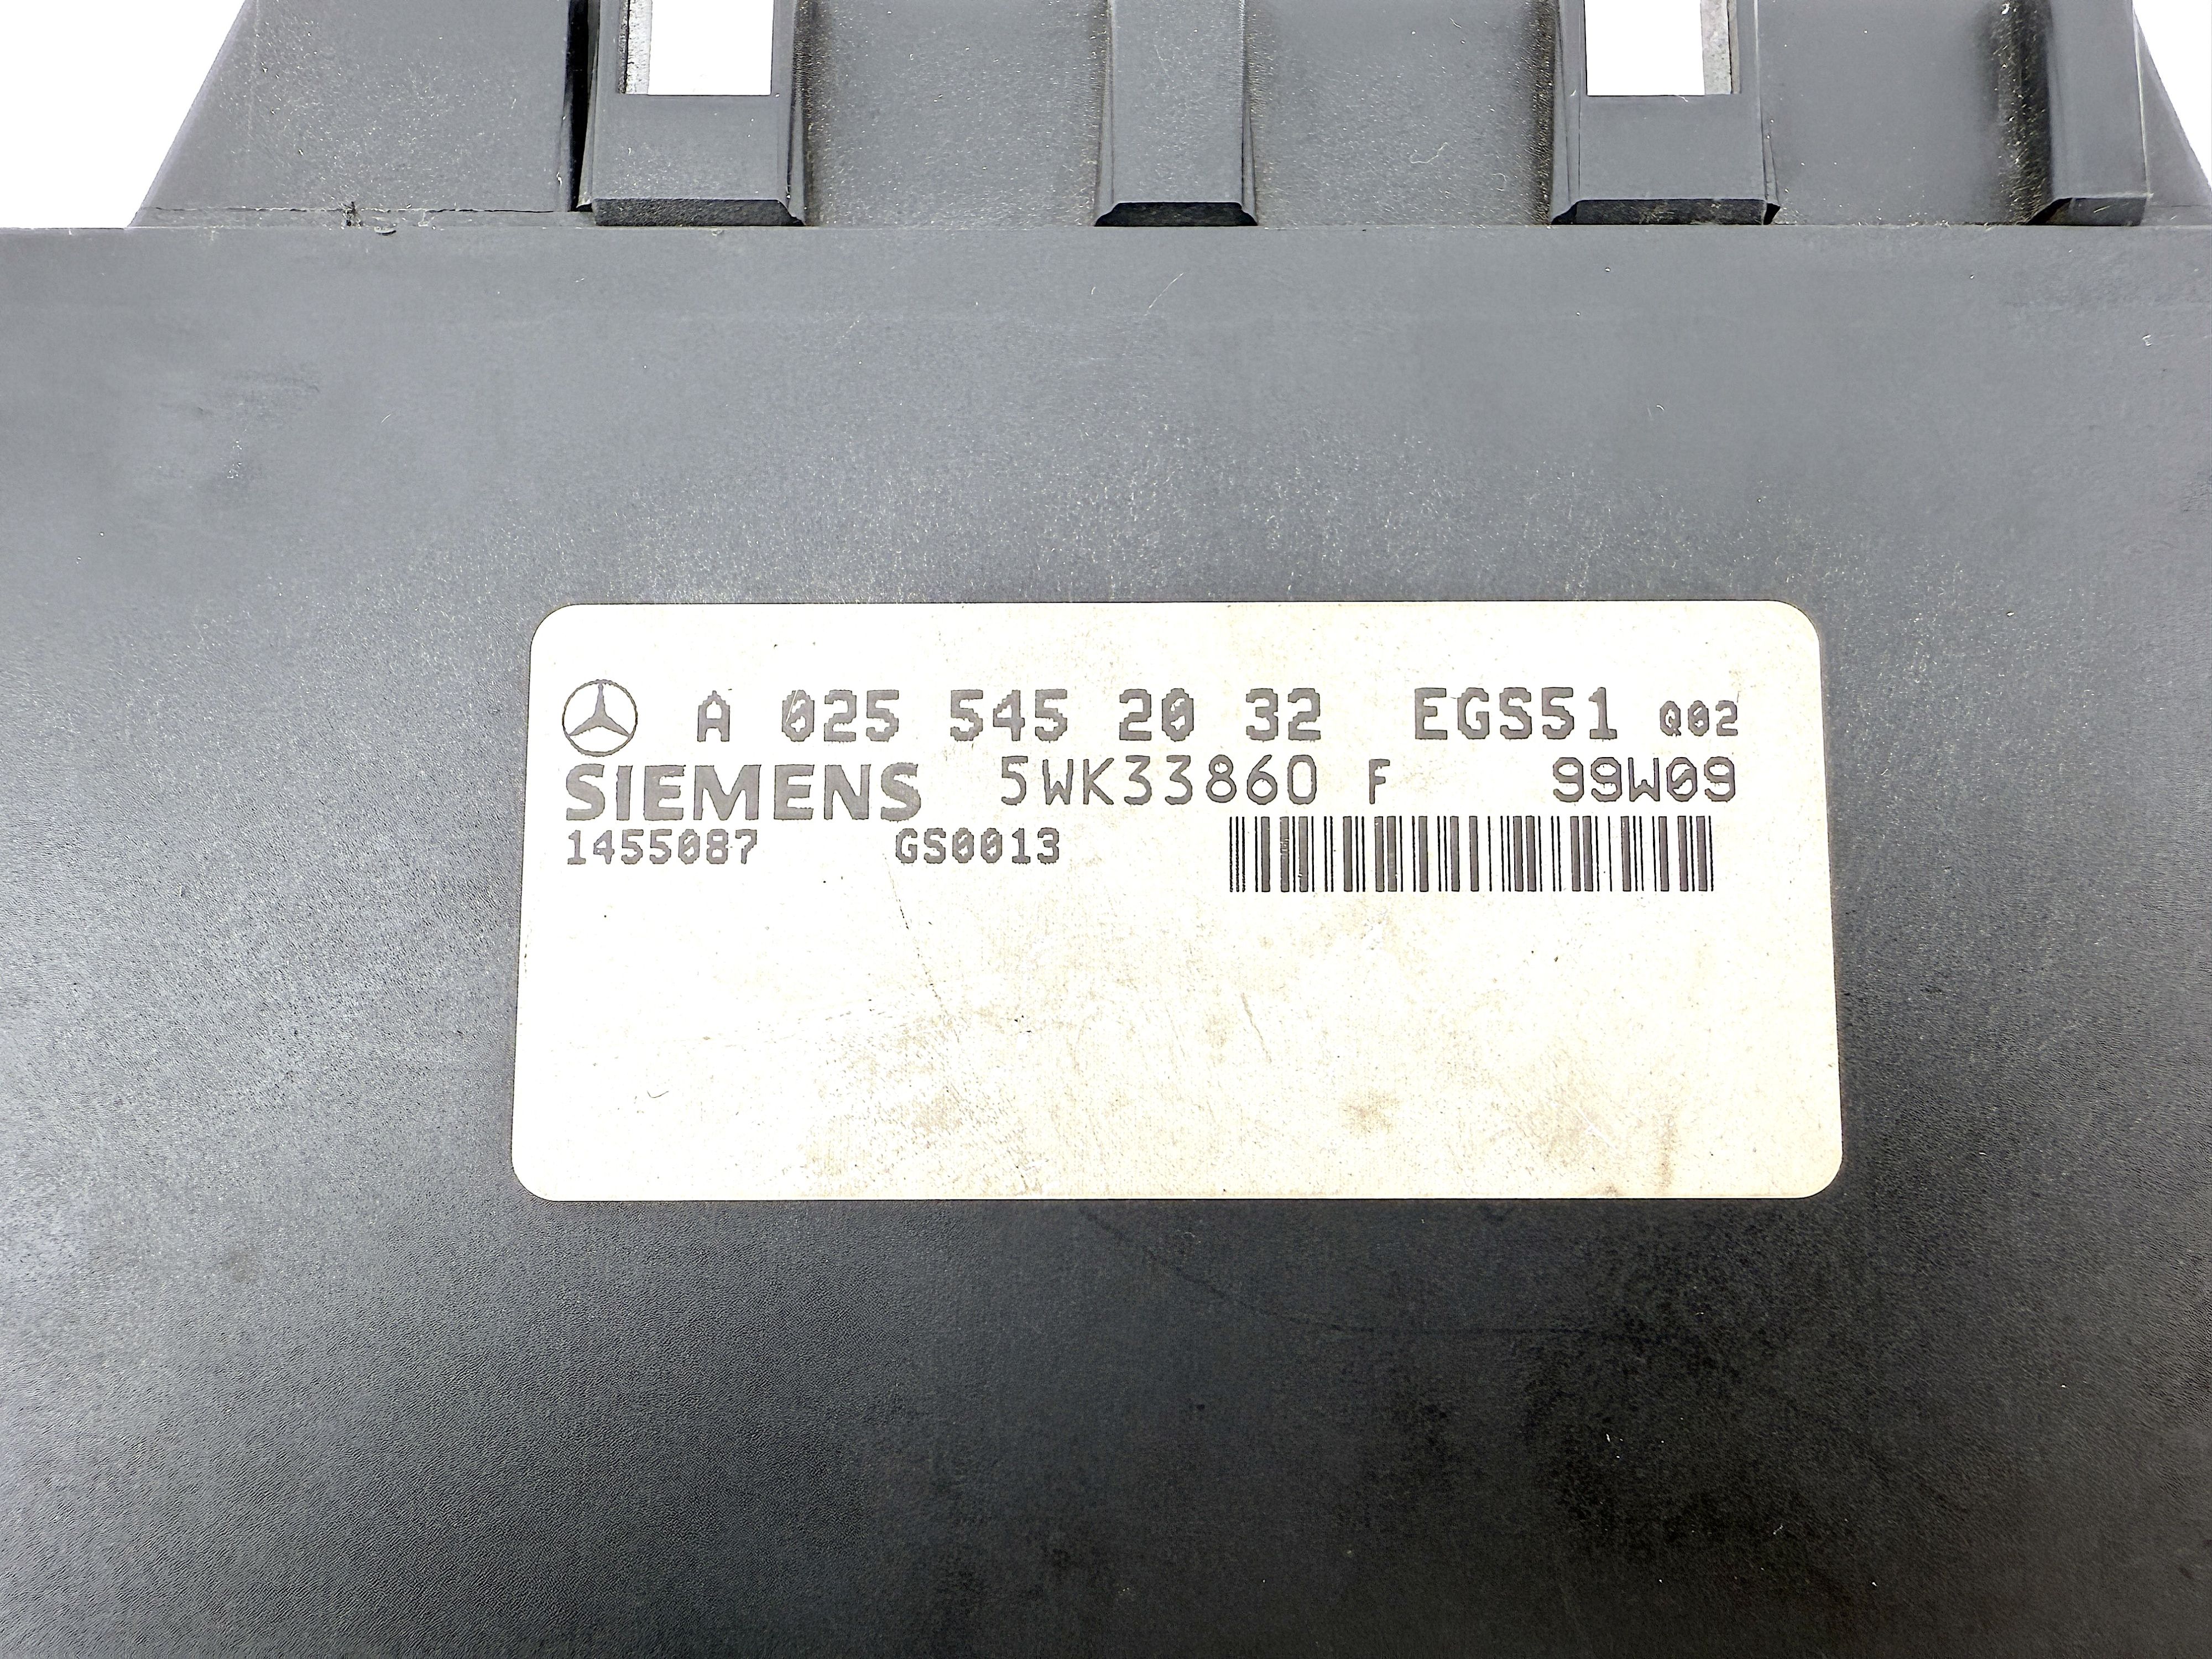 A 025 545 20 32 EGS51 Q02
SIEMENS 5WK33860 F 99W09
1455087 GS0013